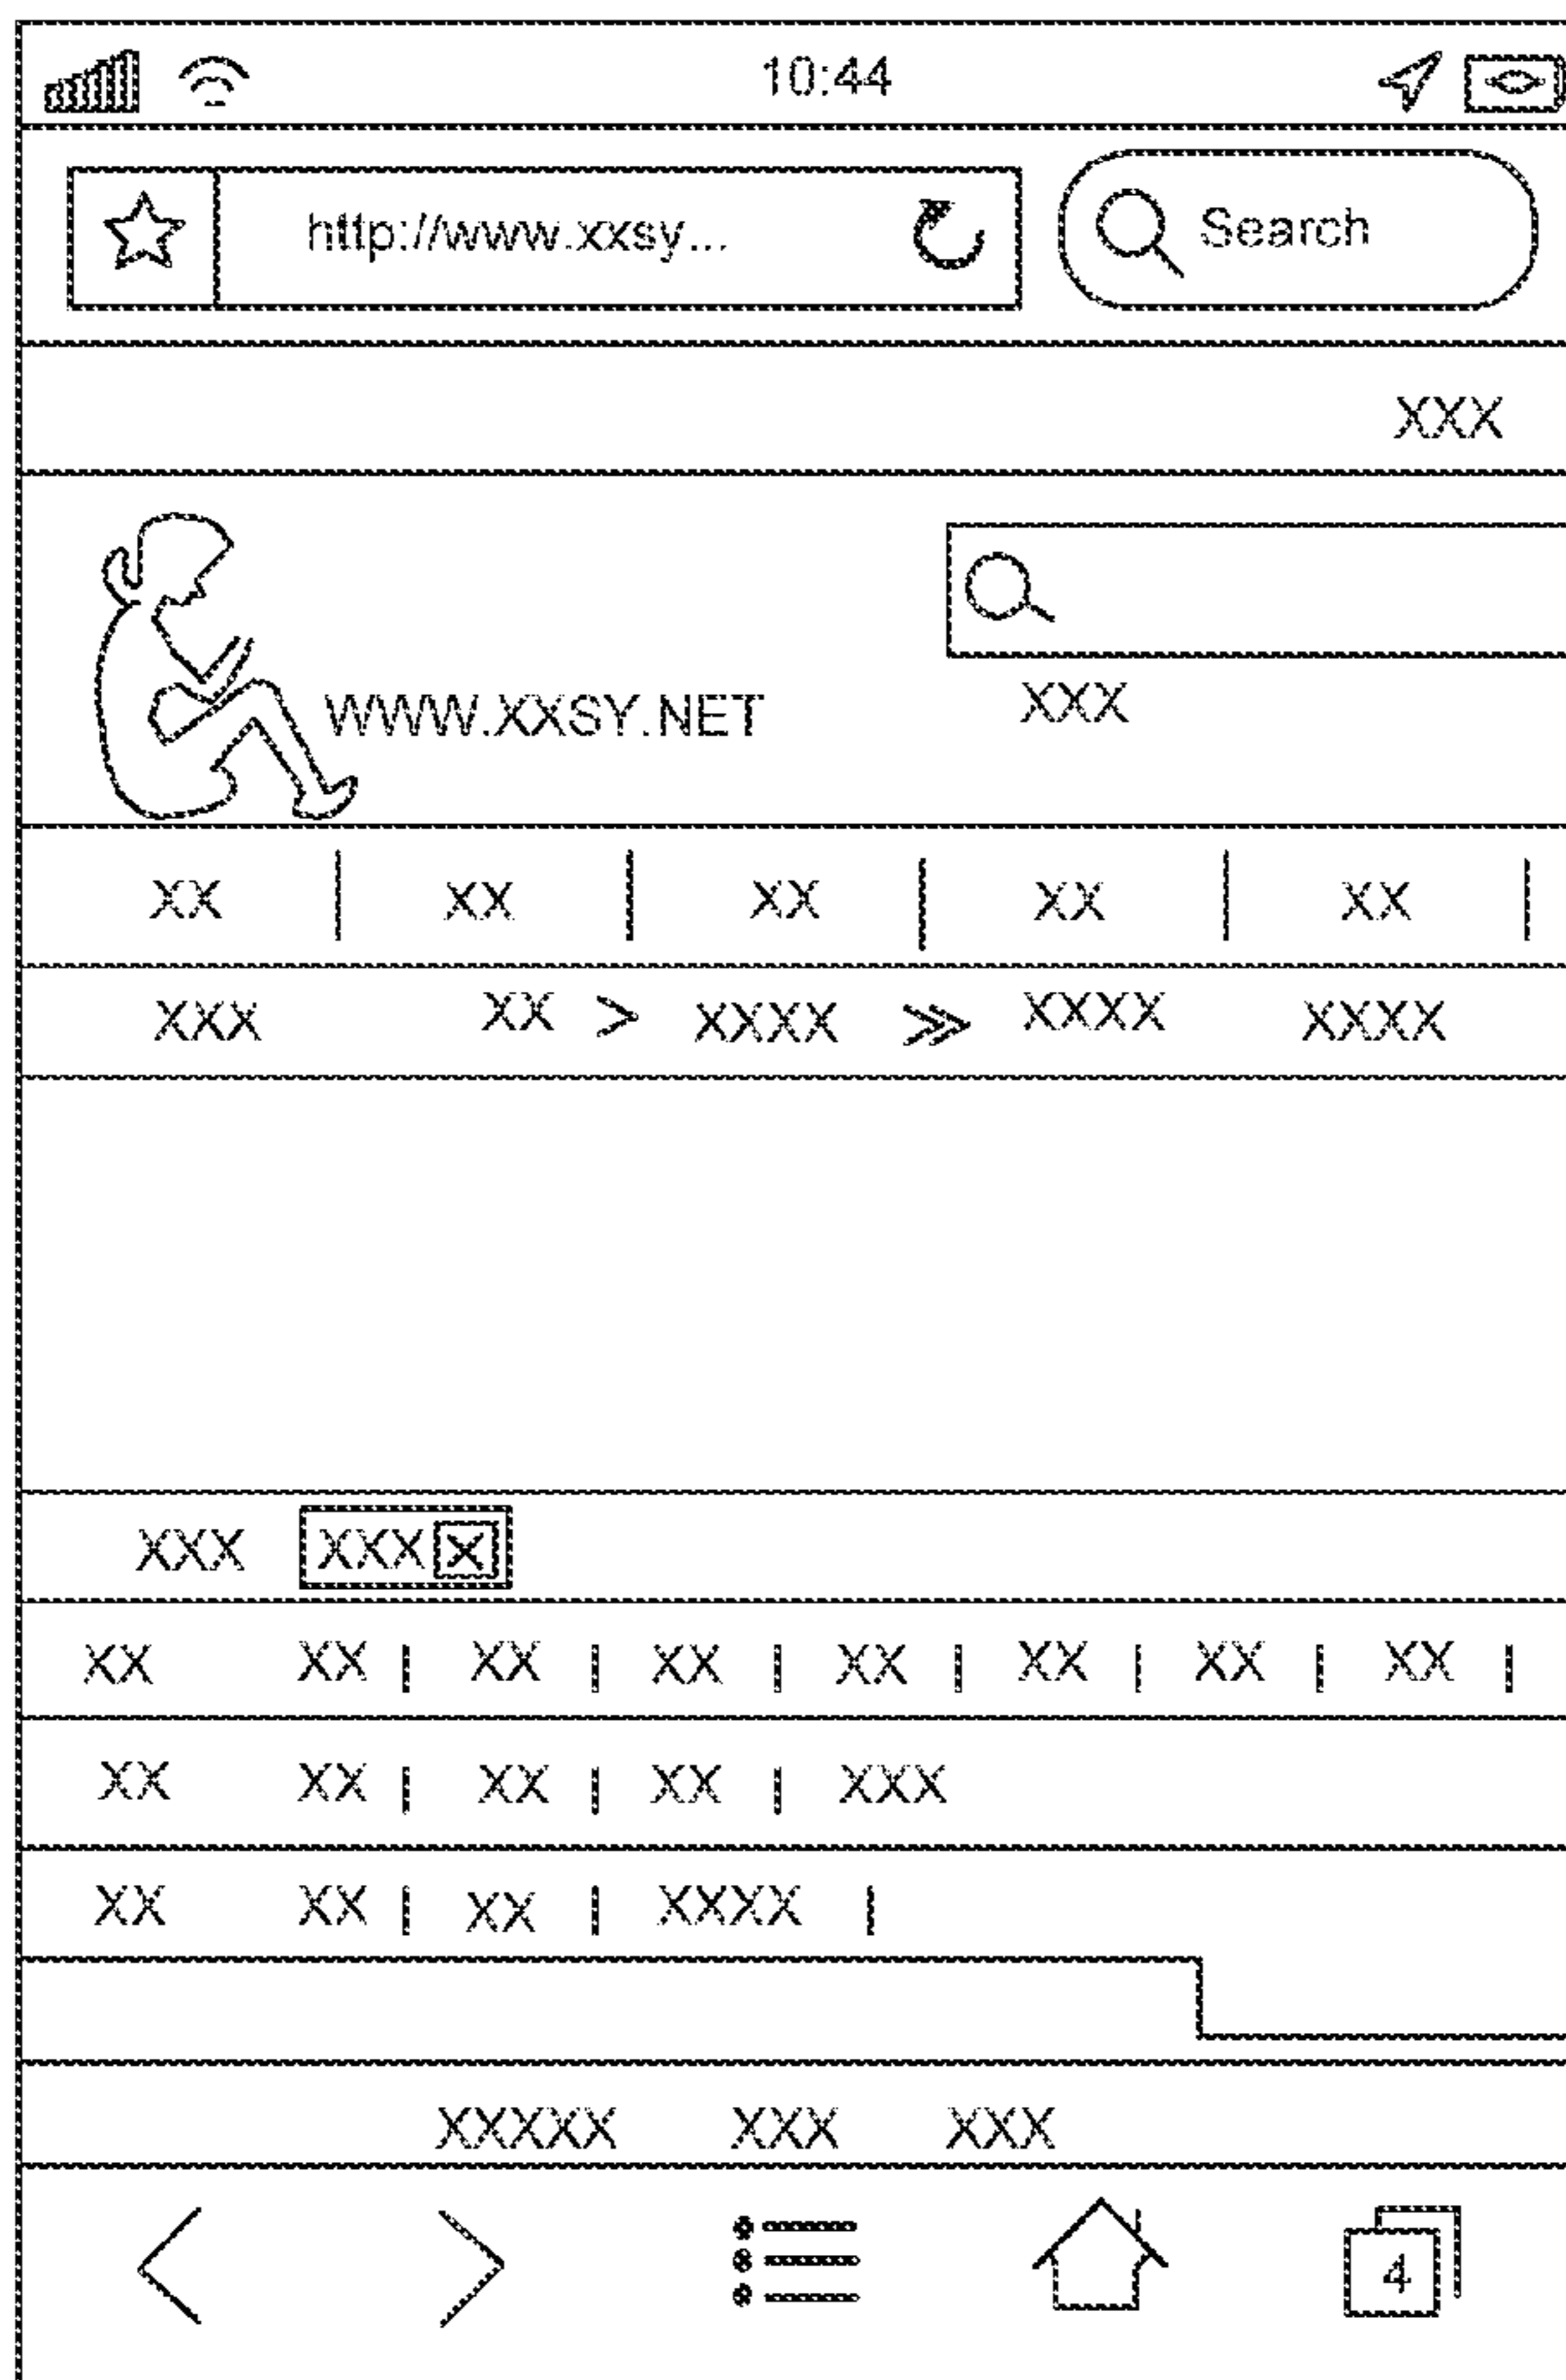 10:44
http://www.xxsy... Search
XXX
WWW.XXSY.NET XXX
XX | XX | XX | XX | XX |
XXX XX > XXXX >> XXXX XXXX
XXX XXX X
XX XX | XX | XX | XX | XX | XX | XX |
XX XX | XX | XX | XXX
XX XX | XX | XXXX |
XXXXX XXX XXX
4